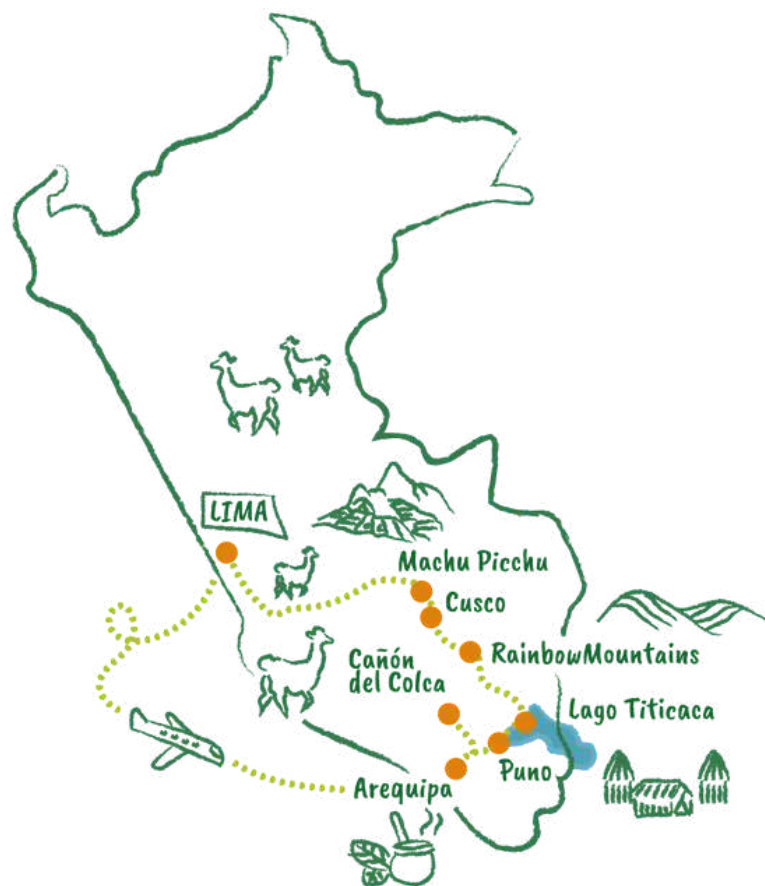 LIMA
Machu Picchu
Cusco
RainbowMountains
Cañón
del Colca
Lago Titicaca
Puno
Arequipa